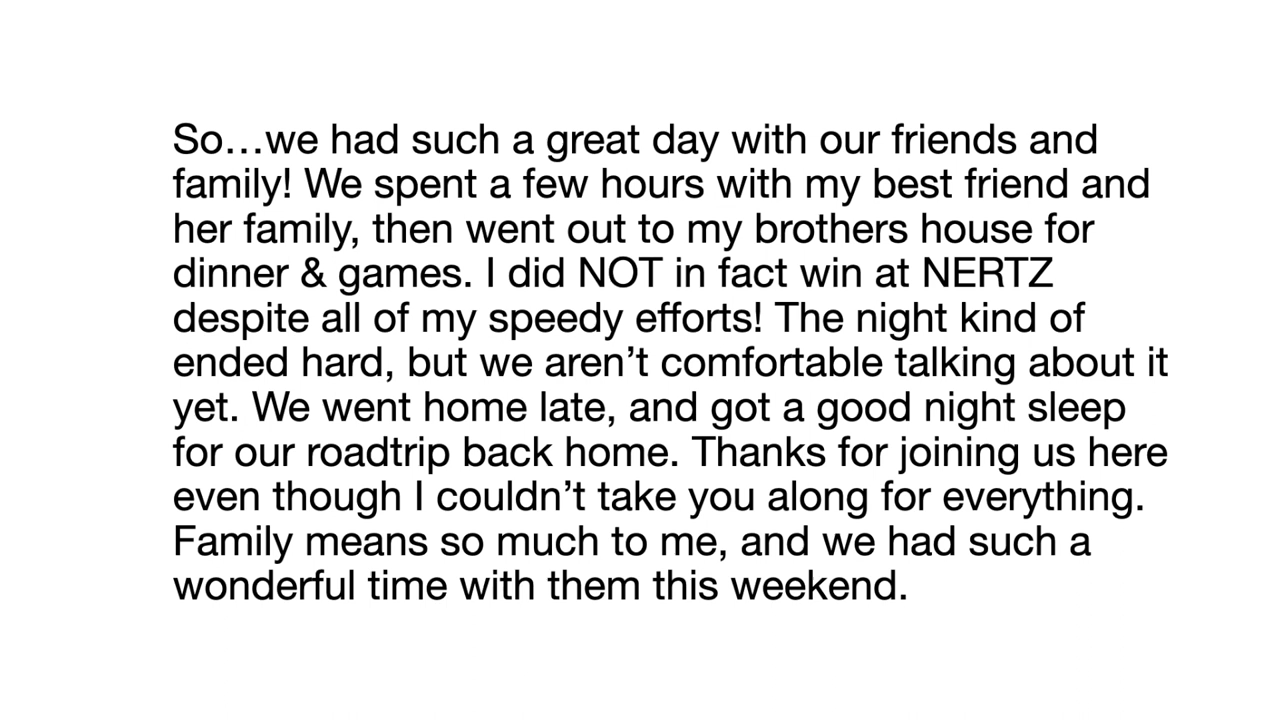 So…we had such a great day with our friends and
family! We spent a few hours with my best friend and
her family, then went out to my brothers house for
dinner & games. I did NOT in fact win at NERTZ
despite all of my speedy efforts! The night kind of
ended hard, but we aren’t comfortable talking about it
yet. We went home late, and got a good night sleep
for our roadtrip back home. Thanks for joining us here
even though I couldn’t take you along for everything.
Family means so much to me, and we had such a
wonderful time with them this weekend.